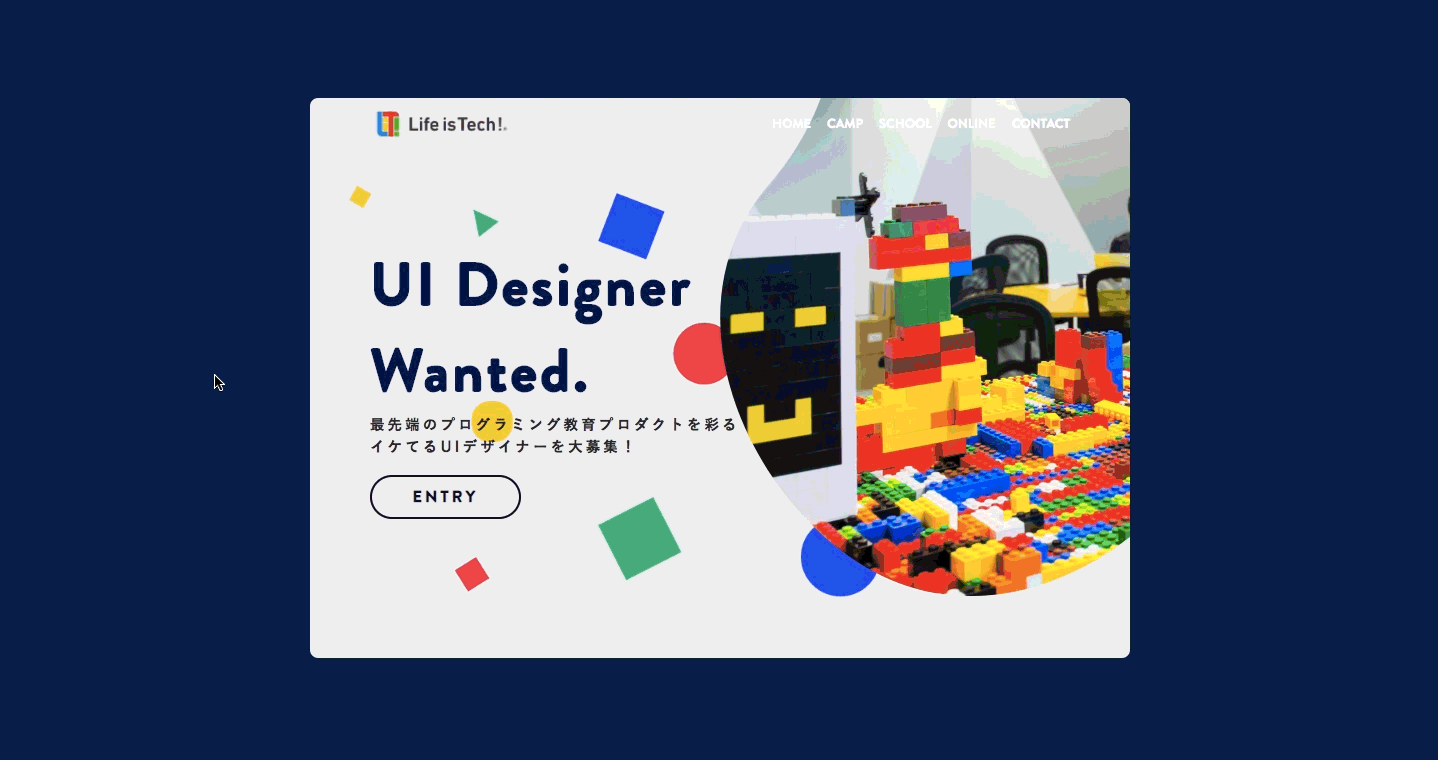 Life is Tech!
HOME CAMP SCHOOL ONLINE CONTACT
UI Designer
Wanted.
最先端のプログラミング教育プロダクトを彩る
イケてるUIデザイナーを大募集！
ENTRY